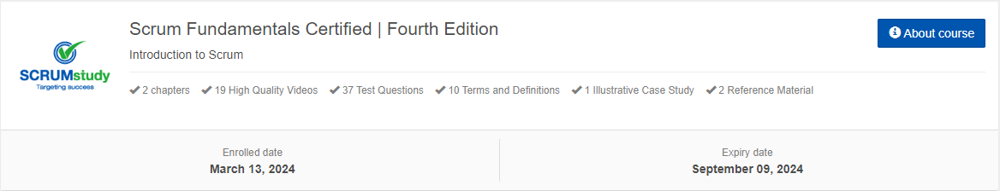 Scrum Fundamentals Certified | Fourth Edition
About course
Introduction to Scrum
SCRUMstudy
Targeting success
2 chapters 19 High Quality Videos 37 Test Questions 10 Terms and Definitions 1 Illustrative Case Study 2 Reference Material
Enrolled date
March 13, 2024
Expiry date
September 09, 2024